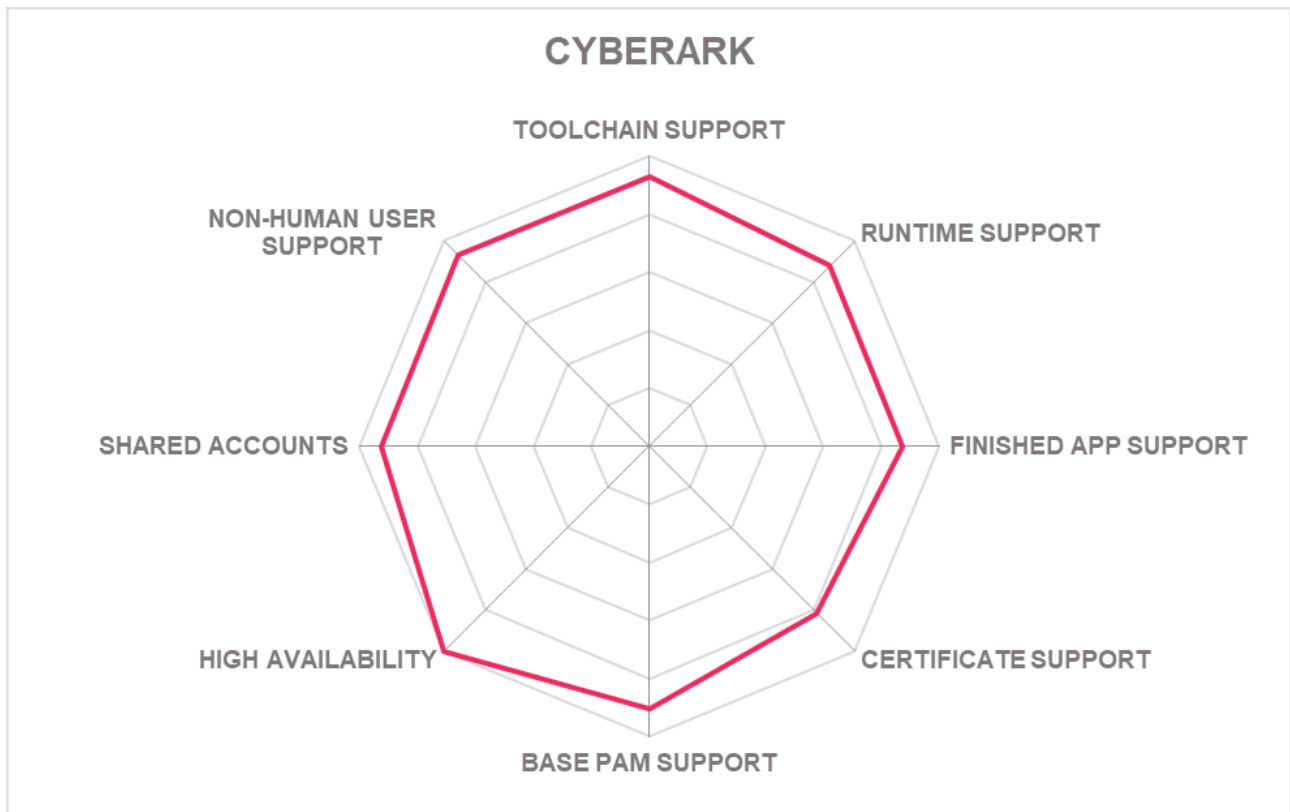 CYBERARK
TOOLCHAIN SUPPORT
NON-HUMAN USER
SUPPORT
RUNTIME SUPPORT
SHARED ACCOUNTS
FINISHED APP SUPPORT
HIGH AVAILABILITY
CERTIFICATE SUPPORT
BASE PAM SUPPORT